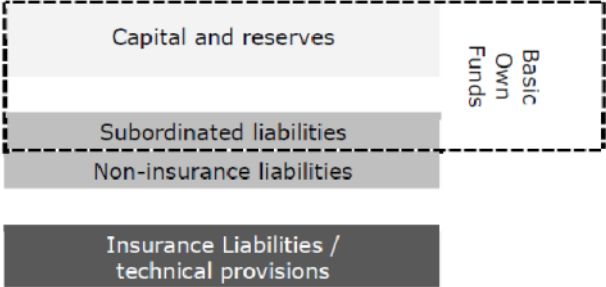 Capital and reserves
Basic
Own
Funds
Subordinated liabilities
Non-insurance liabilities
Insurance Liabilities /
technical provisions